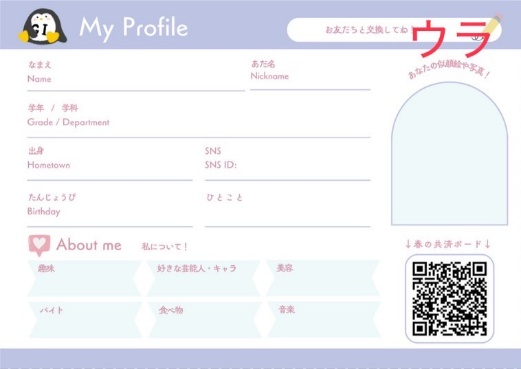 31
My Profile
お友だちと交換してね
ウラ
なまえ
Name
あだ名
Nickname
あなたの似顔絵や写真！
学年 / 学科
Grade / Department
出身
Hometown
SNS
SNS ID:
たんじょうび
Birthday
ひとこと
About me
私について！
↓春の共済ボード↓
趣味
好きな芸能人・キャラ
美容
バイト
食べ物
音楽